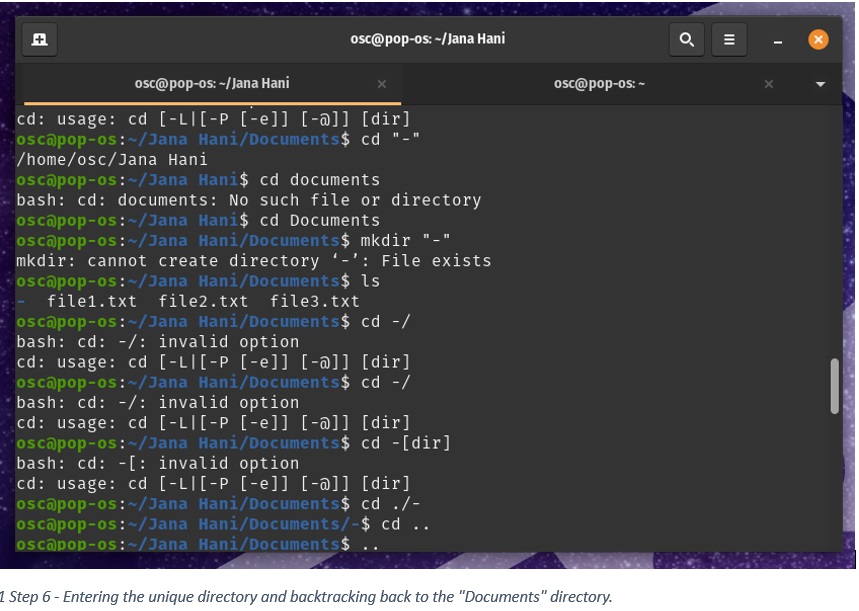 osc@pop-os: ~/Jana Hani
osc@pop-os: ~/Jana Hani
osc@pop-os: ~
cd: usage: cd [-L|[-P [-e]] [-@]] [dir]
osc@pop-os:~/Jana Hani/Documents$ cd "-"
/home/osc/Jana Hani
osc@pop-os:~/Jana Hani$ cd documents
bash: cd: documents: No such file or directory
osc@pop-os:~/Jana Hani$ cd Documents
osc@pop-os:~/Jana Hani/Documents$ mkdir "-"
mkdir: cannot create directory ‘-’: File exists
osc@pop-os:~/Jana Hani/Documents$ ls
-  file1.txt  file2.txt  file3.txt
osc@pop-os:~/Jana Hani/Documents$ cd -/
bash: cd: -/: invalid option
cd: usage: cd [-L|[-P [-e]] [-@]] [dir]
osc@pop-os:~/Jana Hani/Documents$ cd -/
bash: cd: -/: invalid option
cd: usage: cd [-L|[-P [-e]] [-@]] [dir]
osc@pop-os:~/Jana Hani/Documents$ cd -[dir]
bash: cd: -[: invalid option
cd: usage: cd [-L|[-P [-e]] [-@]] [dir]
osc@pop-os:~/Jana Hani/Documents$ cd ./-
osc@pop-os:~/Jana Hani/Documents/-$ cd ..
osc@pop-os:~/Jana Hani/Documents$ ..
1 Step 6 - Entering the unique directory and backtracking back to the "Documents" directory.